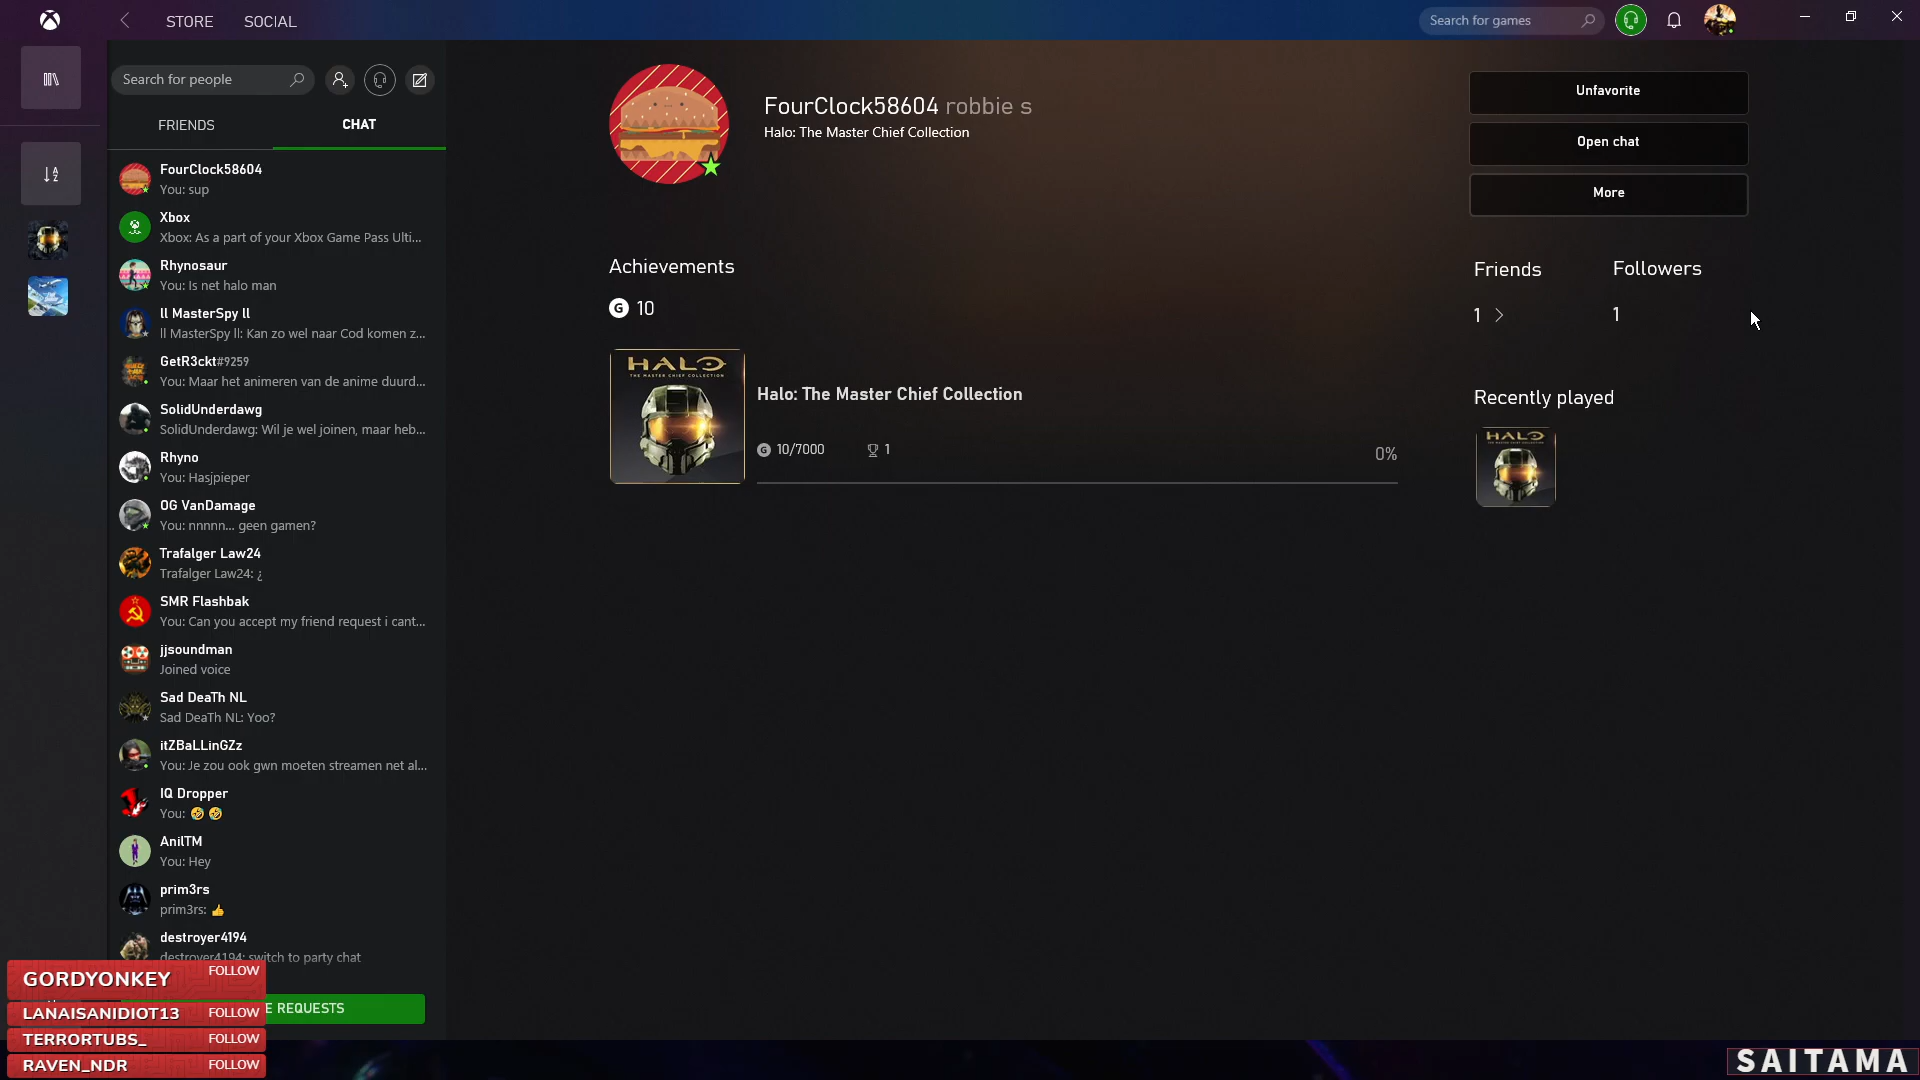 STORE
SOCIAL
Search for games
Search for people
FRIENDS
CHAT
FourClock58604
You: sup
Xbox
Xbox: As a part of your Xbox Game Pass Ulti...
Rhynosaur
You: Is net halo man
ll MasterSpy ll
ll MasterSpy ll: Kan zo wel naar Cod komen z...
GetR3ckt#9259
You: Maar het animeren van de anime duurd...
SolidUnderdawg
SolidUnderdawg: Wil je wel joinen, maar heb...
Rhyno
You: Hasjpieper
OG VanDamage
You: nnnnn... geen gamen?
Trafalger Law24
Trafalger Law24: ¿
SMR Flashbak
You: Can you accept my friend request i cant...
jjsoundman
Joined voice
Sad DeaTh NL
Sad DeaTh NL: Yoo?
itZBaLLinGZz
You: Je zou ook gwn moeten streamen net al...
IQ Dropper
You: 🤣 🤣
AnilTM
You: Hey
prim3rs
prim3rs: 👍
destroyer4194
destroyer4194: switch to party chat
E REQUESTS
GORDYONKEY FOLLOW
LANAISANIDIOT13 FOLLOW
TERRORTUBS_ FOLLOW
RAVEN_NDR FOLLOW
FourClock58604 robbie s
Halo: The Master Chief Collection
Achievements
G 10
HALO
THE MASTER CHIEF COLLECTION
Halo: The Master Chief Collection
G 10/7000 1
0%
Unfavorite
Open chat
More
Friends
1
Followers
1
Recently played
HALO
SAITAMA